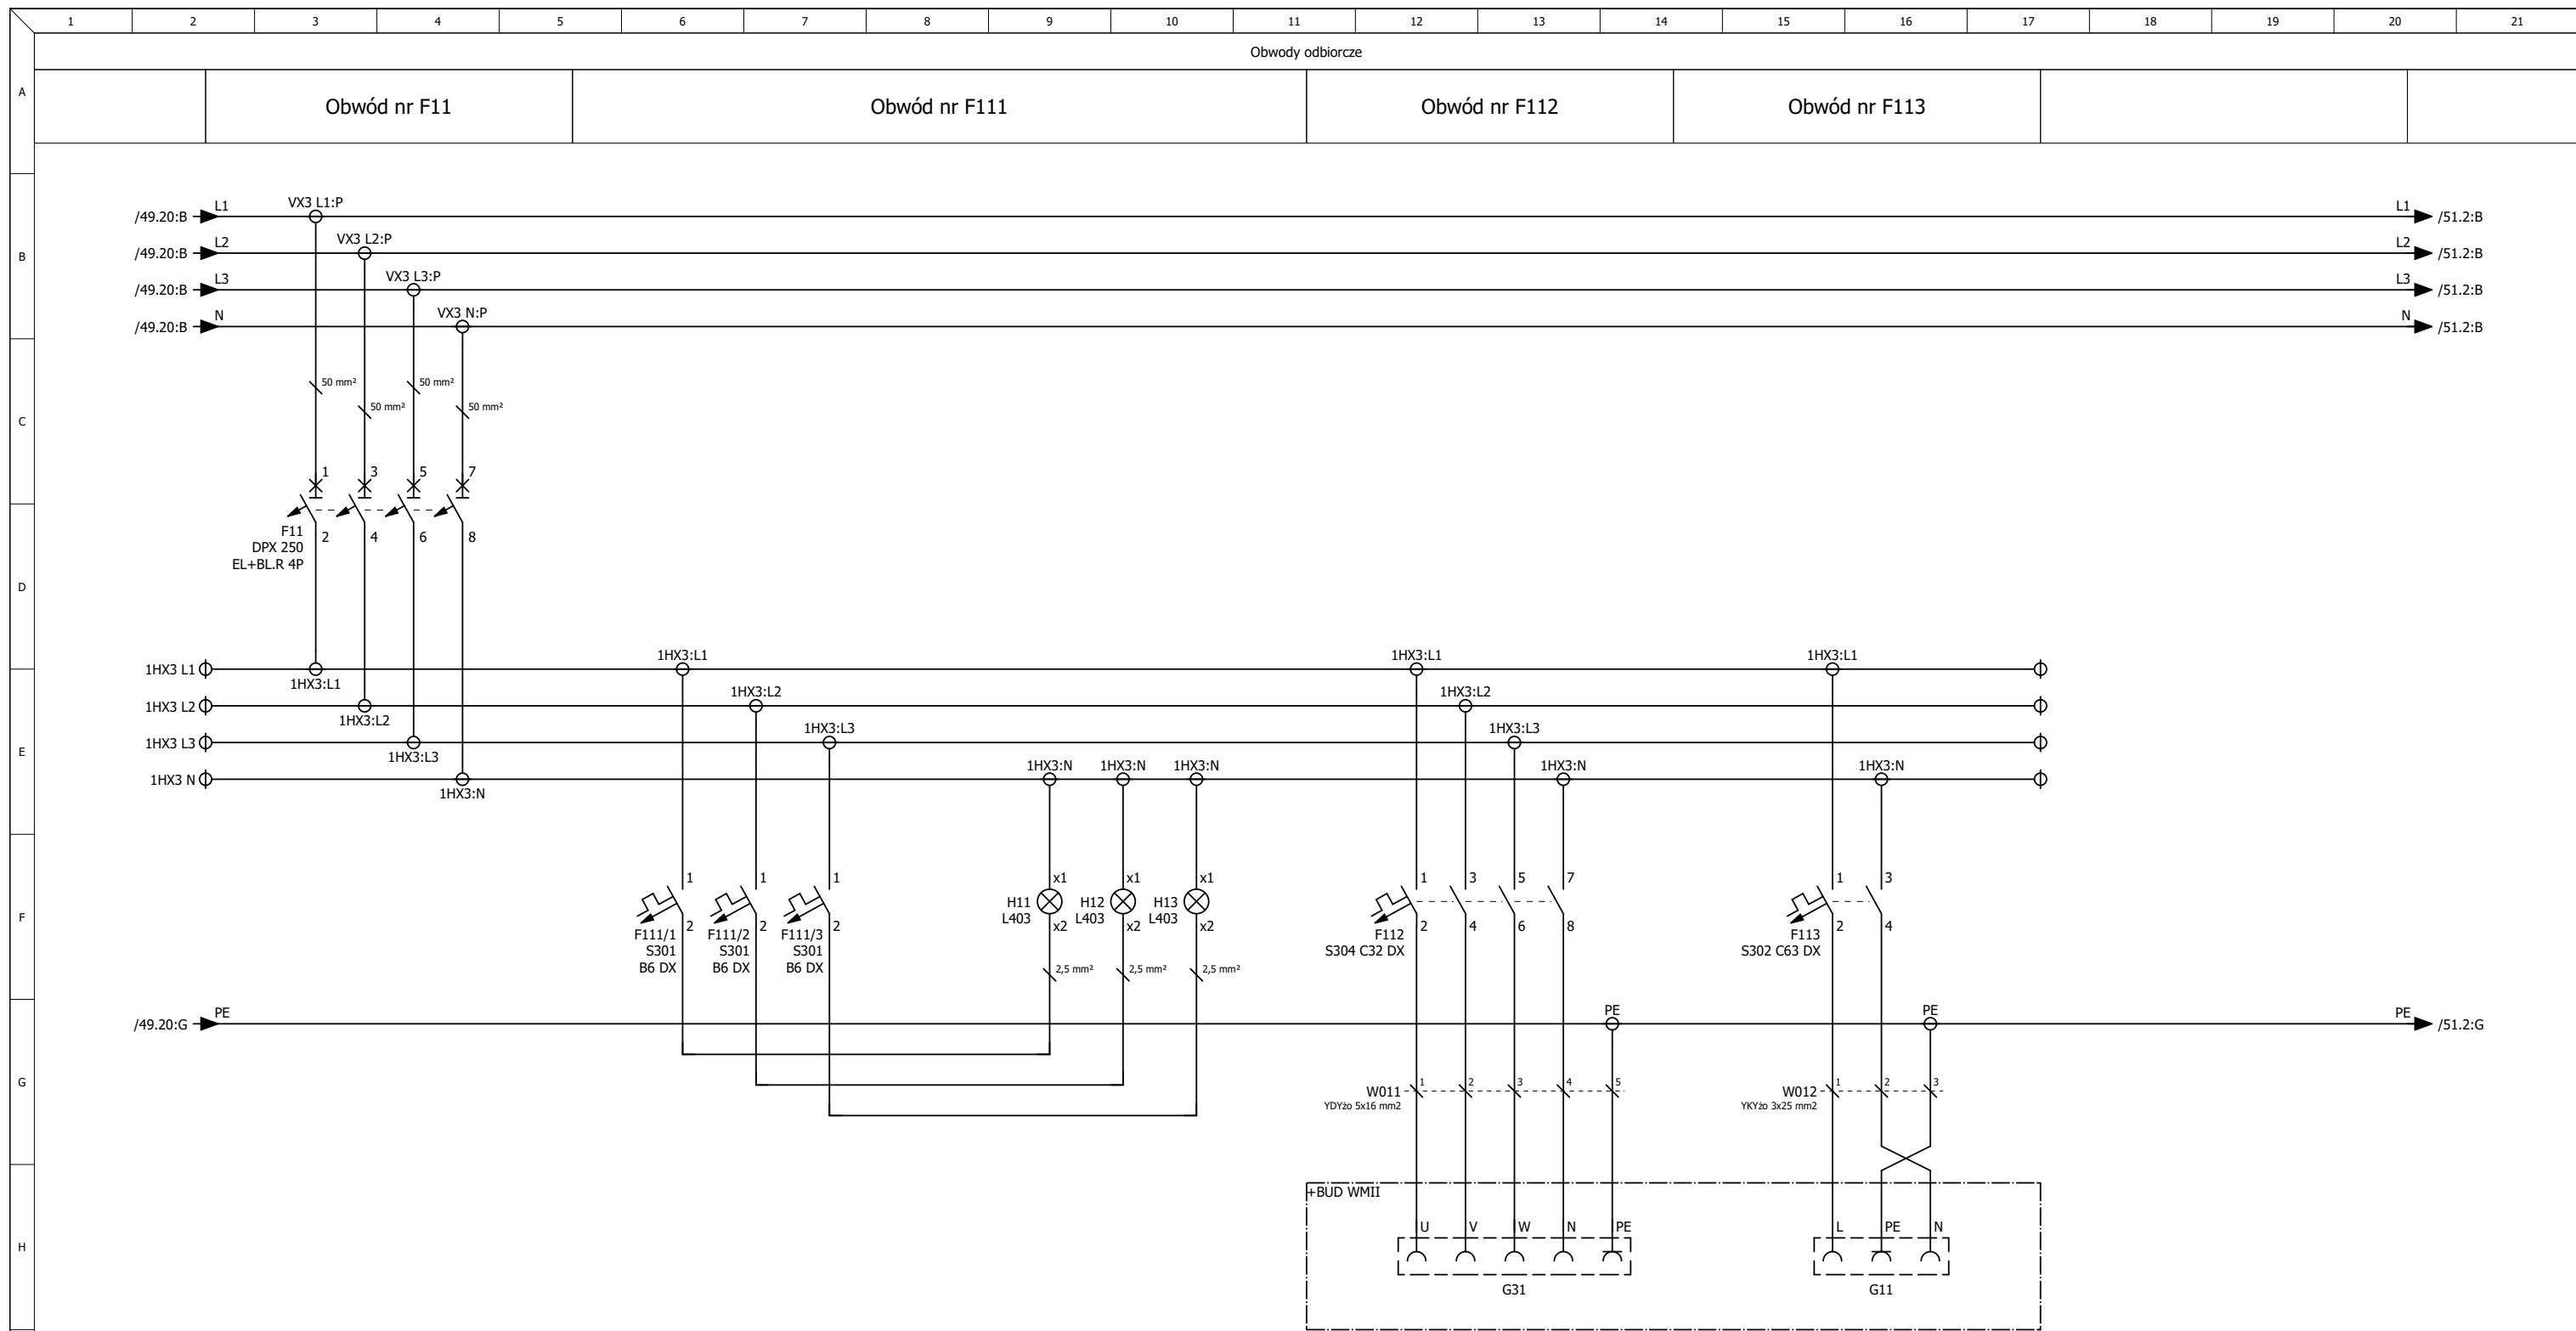 1 2 3 4 5 6 7 8 9 10 11 12 13 14 15 16 17 18 19 20 21
Obwody odbiorcze
A
Obwód nr F11 Obwód nr F111 Obwód nr F112 Obwód nr F113
/49.20:B L1 VX3 L1:P L1 /51.2:B
/49.20:B L2 VX3 L2:P L2 /51.2:B
B
/49.20:B L3 VX3 L3:P L3 /51.2:B
/49.20:B N VX3 N:P N /51.2:B
50 mm² 50 mm²
50 mm² 50 mm²
C
1 3 5 7
F11
2 4 6 8
DPX 250
EL+BL.R 4P
D
1HX3:L1 1HX3:L1 1HX3:L1
1HX3 L1
1HX3:L1
1HX3:L2 1HX3:L2
1HX3 L2
1HX3:L2
1HX3:L3 1HX3:L3
1HX3 L3
E
1HX3:L3
1HX3:N 1HX3:N 1HX3:N 1HX3:N 1HX3:N
1HX3 N
1HX3:N
1 1 1 x1 x1 x1 1 3 5 7 1 3
H11 H12 H13
F
L403 L403 L403
2 2 2 x2 x2 x2 2 4 6 8 2 4
F111/1 F111/2 F111/3 F112 F113
S301 S301 S301 S304 C32 DX S302 C63 DX
B6 DX B6 DX B6 DX 2,5 mm² 2,5 mm² 2,5 mm²
PE PE
/49.20:G PE PE /51.2:G
G
1 2 3 4 5 1 2 3
W011 W012
YDYżo 5x16 mm2 YKYżo 3x25 mm2
+BUD WMII
U V W N PE L PE N
H
G31 G11